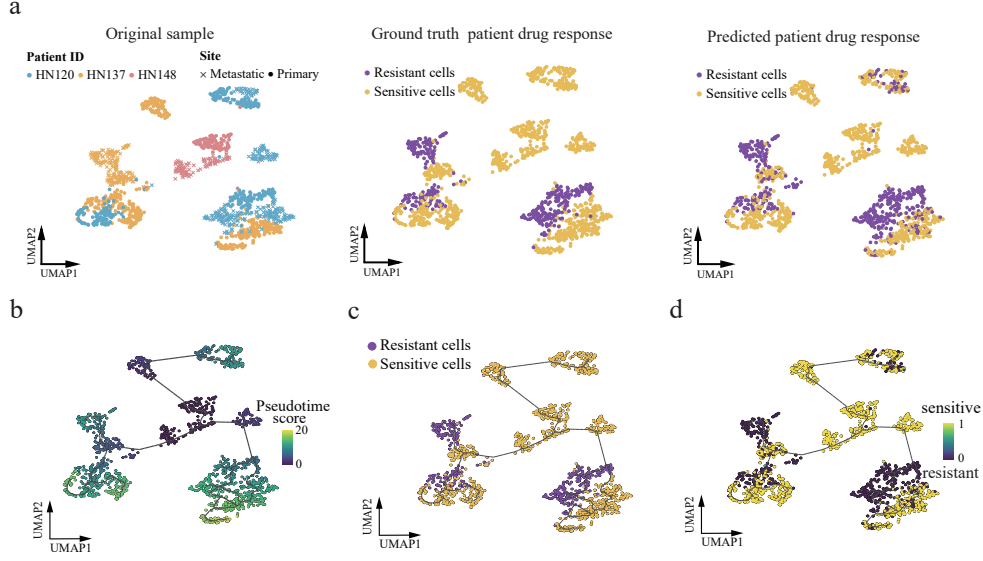 a
Original sample
Patient ID
HN120 HN137 HN148
Site
× Metastatic ● Primary
UMAP2
UMAP1
Ground truth patient drug response
Resistant cells
Sensitive cells
UMAP2
UMAP1
Predicted patient drug response
Resistant cells
Sensitive cells
UMAP2
UMAP1
b
Pseudotime
score
20
0
UMAP2
UMAP1
c
Resistant cells
Sensitive cells
UMAP2
UMAP1
d
sensitive
1
0
resistant
UMAP2
UMAP1